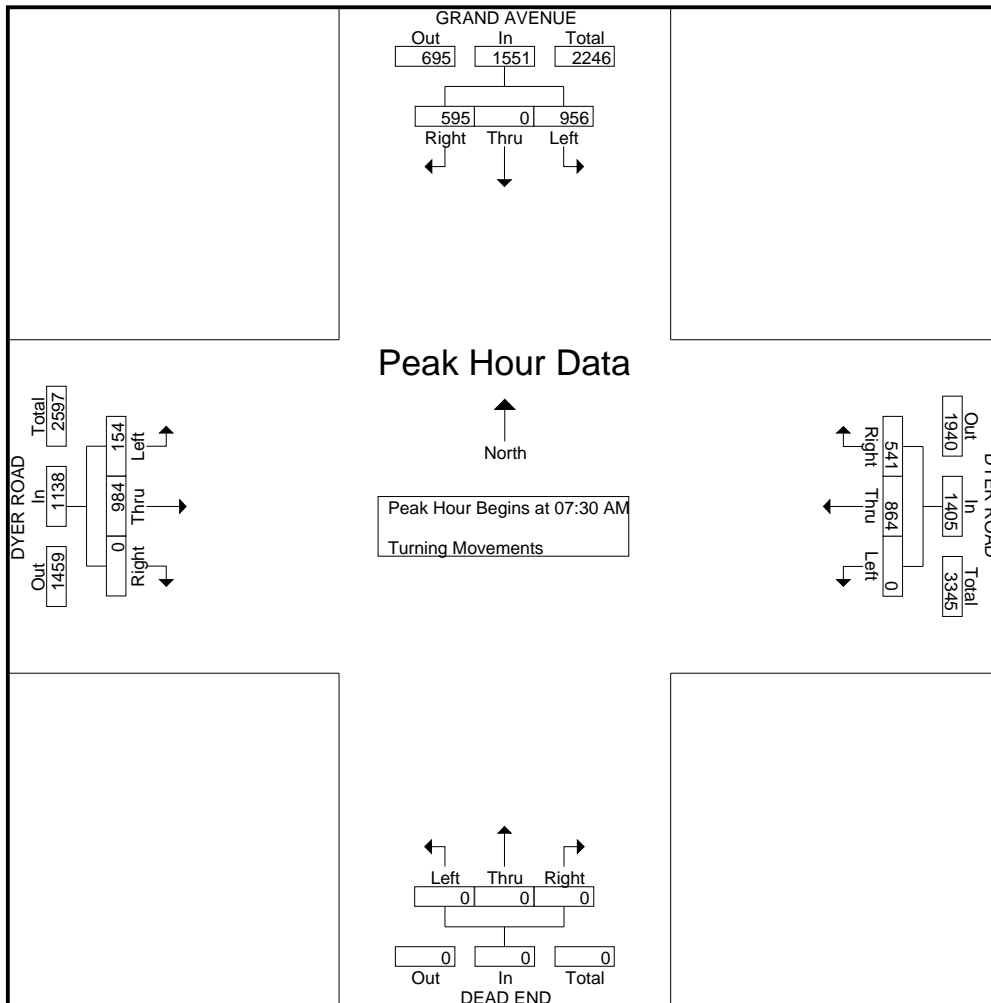 GRAND AVENUE
Out In Total
695 1551 2246
595 0 956
Right Thru Left
Peak Hour Data
North
Peak Hour Begins at 07:30 AM
Turning Movements
DYER ROAD
Out In Total
1459 1138 2597
0 984 154
Right Thru Left
DYER ROAD
Out In Total
1940 1405 3345
541 864 0
Right Thru Left
Left Thru Right
0 0 0
0 0 0
Out In Total
DEAD END